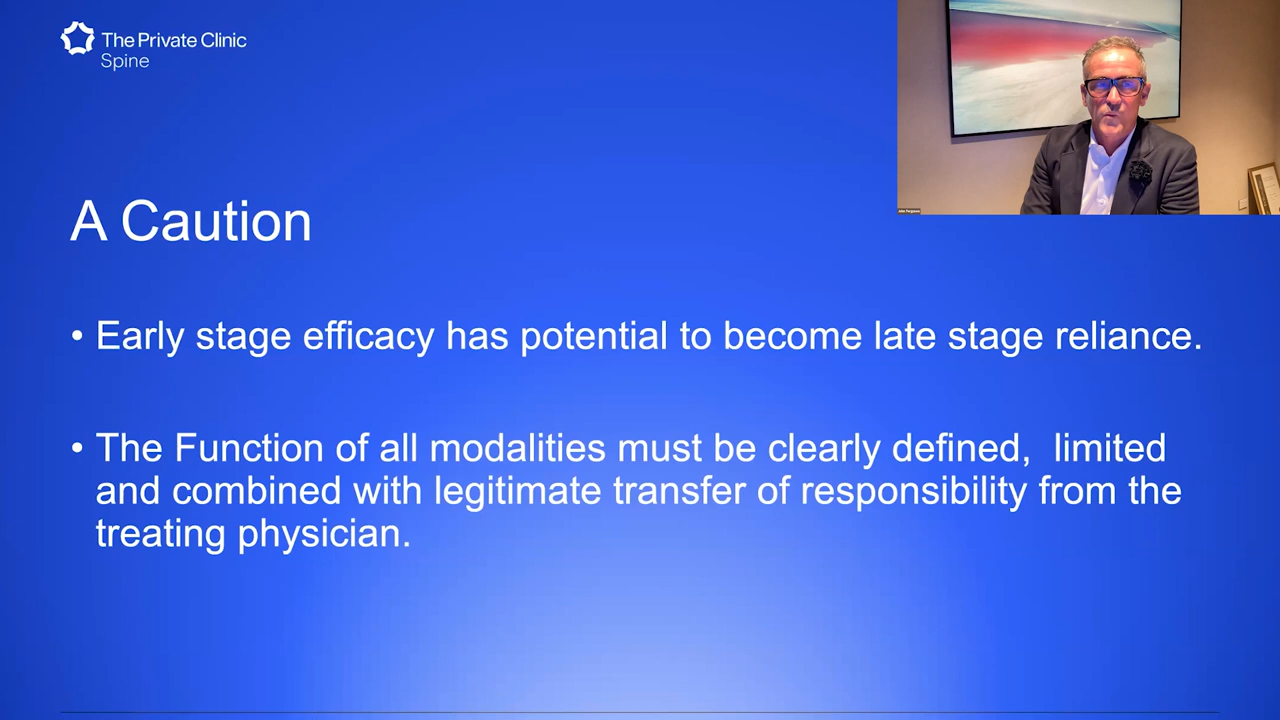 The Private Clinic
Spine
A Caution
• Early stage efficacy has potential to become late stage reliance.
• The Function of all modalities must be clearly defined,  limited
and combined with legitimate transfer of responsibility from the
treating physician.